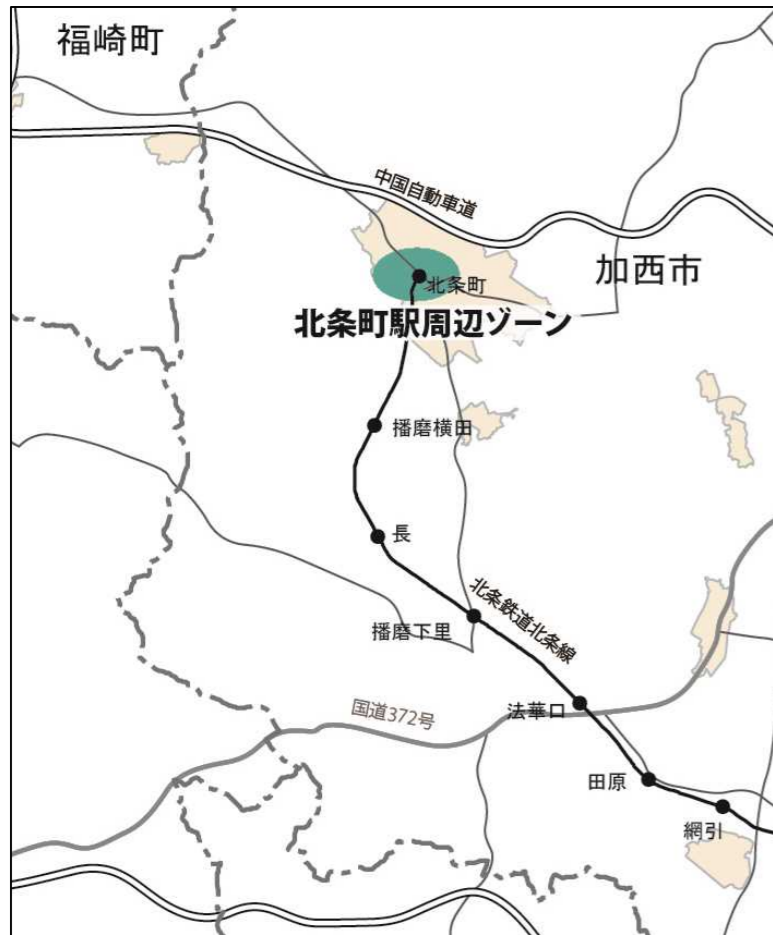 福崎町
中国自動車道
加西市
北条町
北条町駅周辺ゾーン
播磨横田
長
北条鉄道北条線
播磨下里
法華口
国道372号
田原
網引